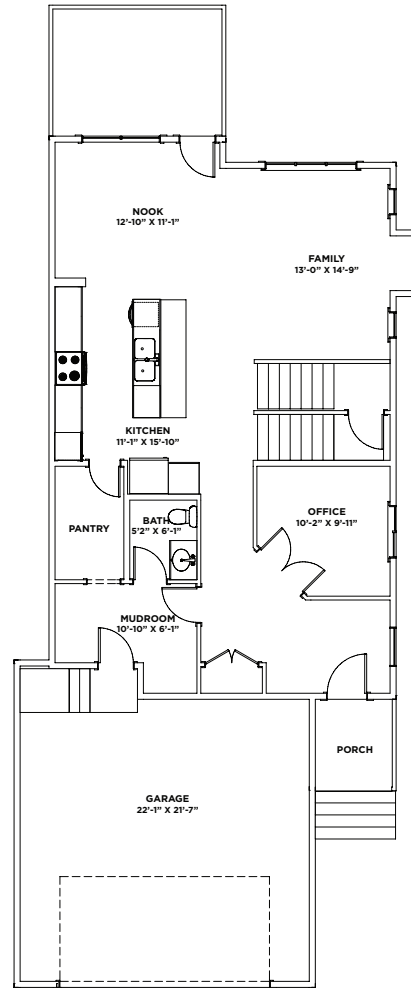 NOOK
12'-10" X 11'-1"
FAMILY
13'-0" X 14'-9"
KITCHEN
11'-1" X 15'-10"
PANTRY
BATH
5'2" X 6'-1"
OFFICE
10'-2" X 9'-11"
MUDROOM
10'-10" X 6'-1"
PORCH
GARAGE
22'-1" X 21'-7"